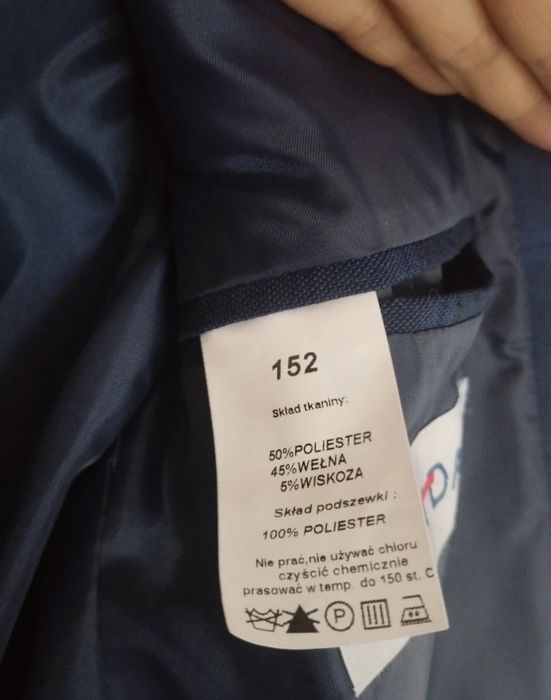 152
Skład tkaniny:
50%POLIESTER
45%WEŁNA
5%WISKOZA
Skład podszewki :
100% POLIESTER
Nie prać,nie używać chloru
czyścić chemicznie
prasować w temp. do 150 st. C
P